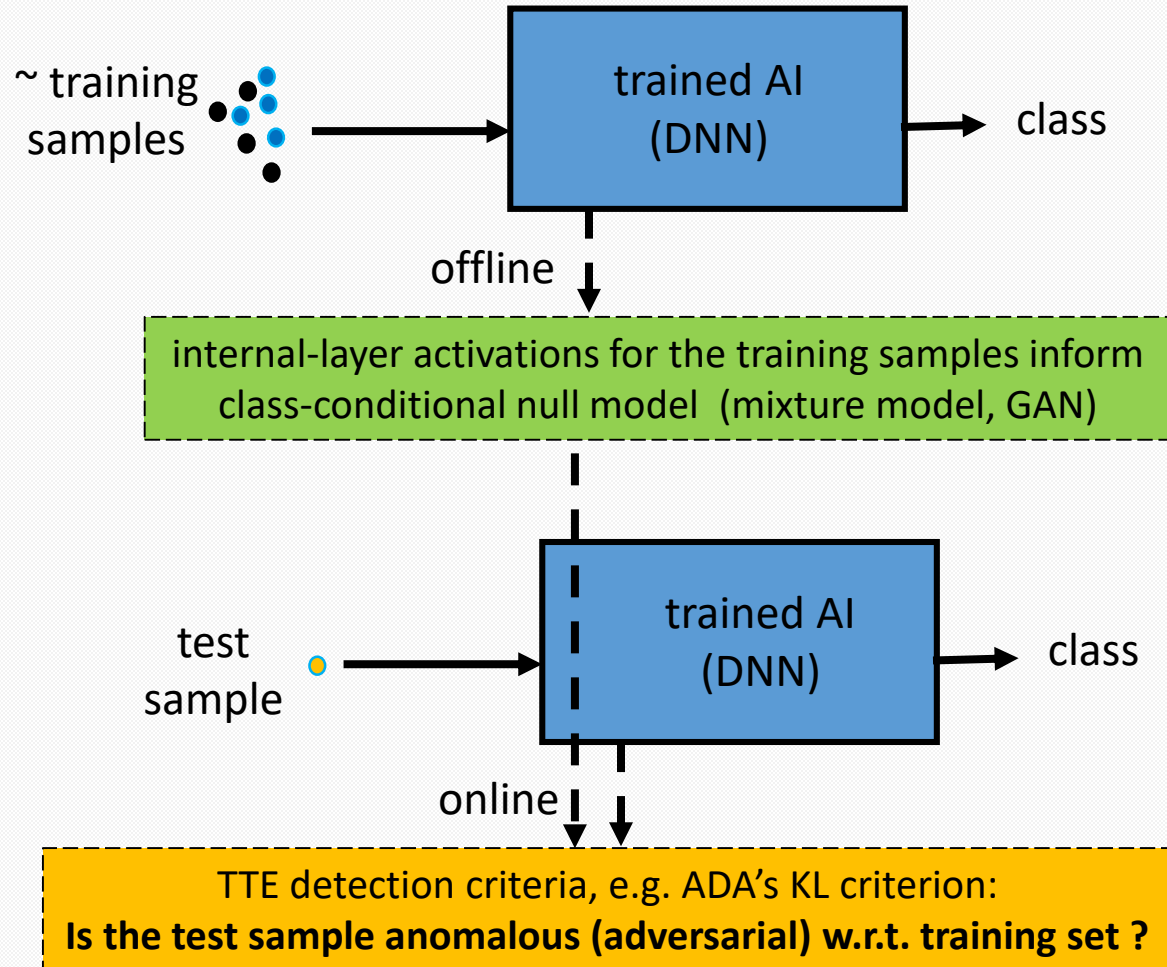 ~ training
samples
trained AI
(DNN)
class
offline
internal-layer activations for the training samples inform
class-conditional null model (mixture model, GAN)
test
sample
trained AI
(DNN)
class
online
TTE detection criteria, e.g. ADA’s KL criterion:
Is the test sample anomalous (adversarial) w.r.t. training set ?